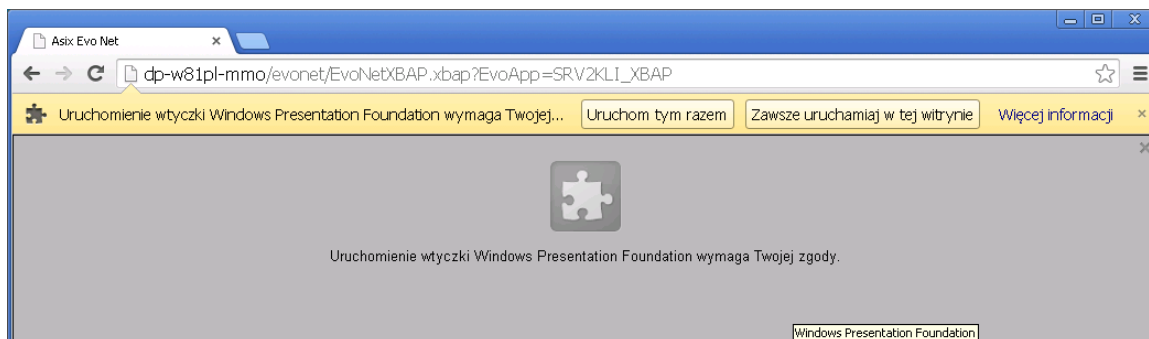 Asix Evo Net
dp-w81pl-mmo/evonet/EvoNetXBAP.xbap?EvoApp=SRV2KLI_XBAP
Uruchomienie wtyczki Windows Presentation Foundation wymaga Twojej... Uruchom tym razem Zawsze uruchamiaj w tej witrynie Więcej informacji
Uruchomienie wtyczki Windows Presentation Foundation wymaga Twojej zgody.
Windows Presentation Foundation